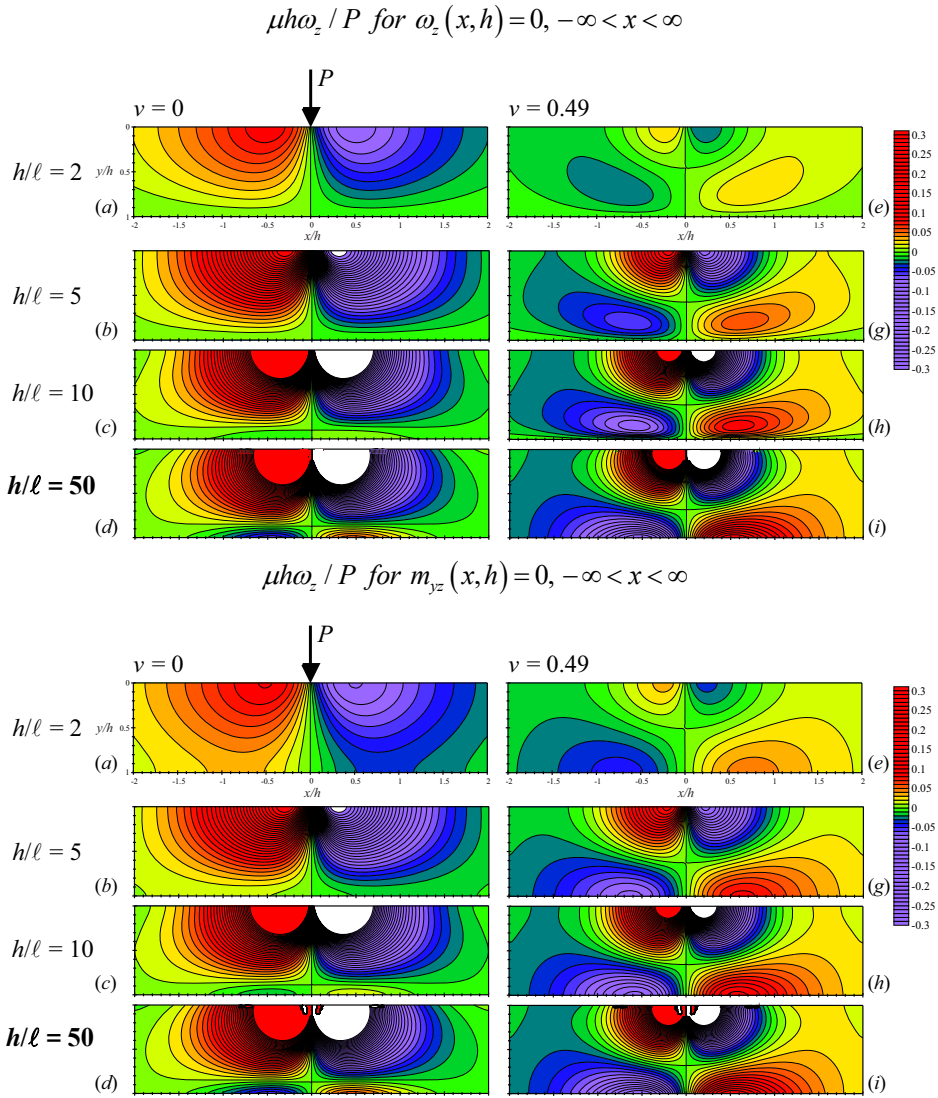 μhω_z / P for ω_z(x,h)=0, −∞<x<∞
P
v = 0
v = 0.49
h/ℓ = 2
y/h
0
0.5
1
-2 -1.5 -1 -0.5 0 0.5 1 1.5 2
x/h
(a)
-2 -1.5 -1 -0.5 0 0.5 1 1.5 2
x/h
(e)
h/ℓ = 5
(b)
(g)
h/ℓ = 10
(c)
(h)
h/ℓ = 50
(d)
(i)
0.3
0.25
0.2
0.15
0.1
0.05
0
-0.05
-0.1
-0.15
-0.2
-0.25
-0.3
μhω_z / P for m_yz(x,h)=0, −∞<x<∞
P
v = 0
v = 0.49
h/ℓ = 2
y/h
0
0.5
1
-2 -1.5 -1 -0.5 0 0.5 1 1.5 2
x/h
(a)
-2 -1.5 -1 -0.5 0 0.5 1 1.5 2
x/h
(e)
h/ℓ = 5
(b)
(g)
h/ℓ = 10
(c)
(h)
h/ℓ = 50
(d)
(i)
0.3
0.25
0.2
0.15
0.1
0.05
0
-0.05
-0.1
-0.15
-0.2
-0.25
-0.3